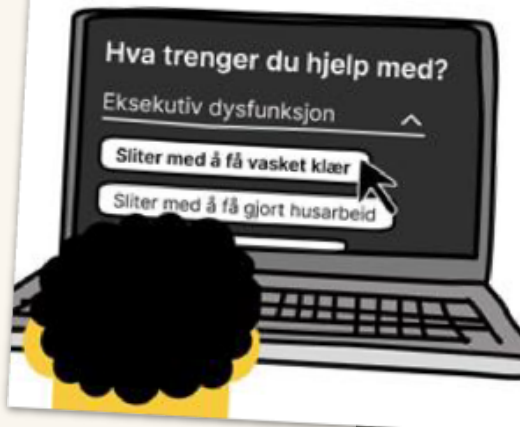 Hva trenger du hjelp med?
Eksekutiv dysfunksjon
Sliter med å få vasket klær
Sliter med å få gjort husarbeid